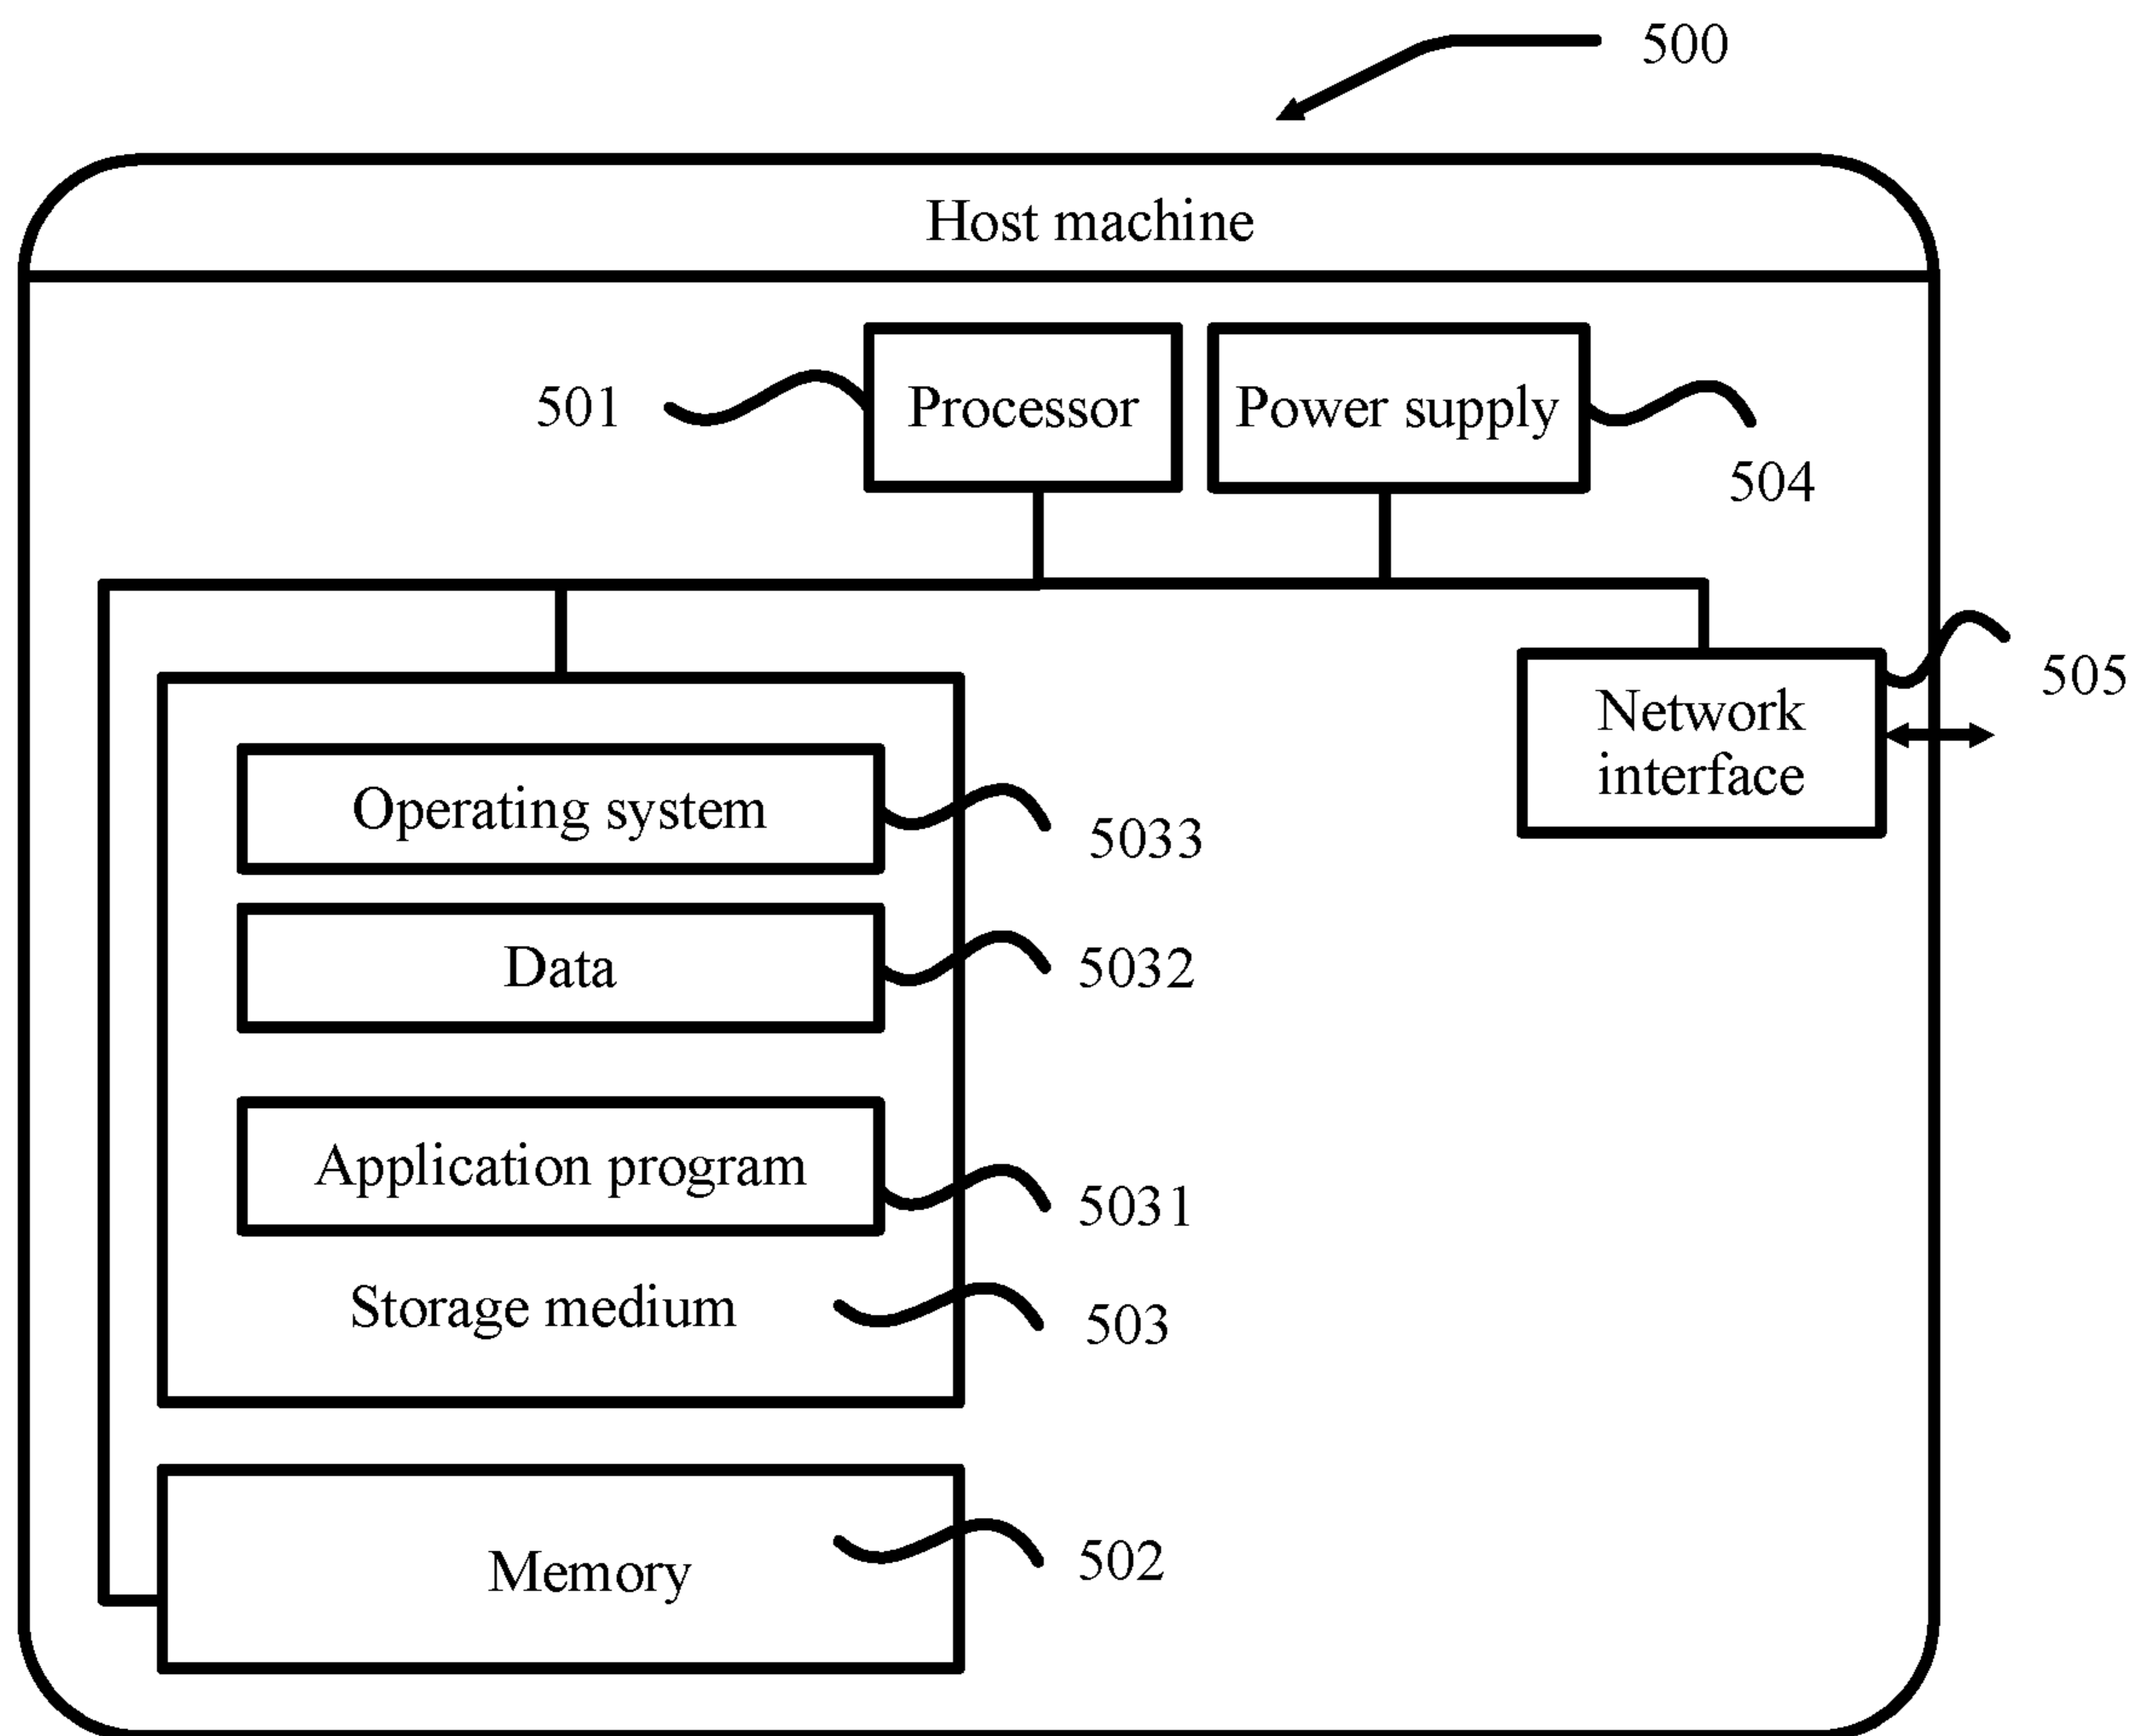 500
Host machine
501
Processor
Power supply
504
505
Network
interface
Operating system
5033
Data
5032
Application program
5031
Storage medium
503
Memory
502